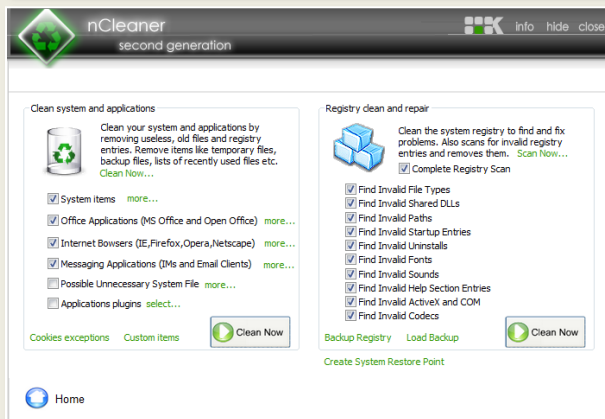 nCleaner
second generation
info hide close
Clean system and applications
Clean your system and applications by
removing useless, old files and registry
entries. Remove items like temporary files,
backup files, lists of recently used files etc.
Clean Now...
System items more...
Office Applications (MS Office and Open Office) more...
Internet Bowsers (IE,Firefox,Opera,Netscape) more...
Messaging Applications (IMs and Email Clients) more...
Possible Unnecessary System File more...
Applications plugins select...
Cookies exceptions Custom items Clean Now
Registry clean and repair
Clean the system registry to find and fix
problems. Also scans for invalid registry
entries and removes them. Scan Now...
Complete Registry Scan
Find Invalid File Types
Find Invalid Shared DLLs
Find Invalid Paths
Find Invalid Startup Entries
Find Invalid Uninstalls
Find Invalid Fonts
Find Invalid Sounds
Find Invalid Help Section Entries
Find Invalid ActiveX and COM
Find Invalid Codecs
Backup Registry Load Backup Clean Now
Create System Restore Point
Home